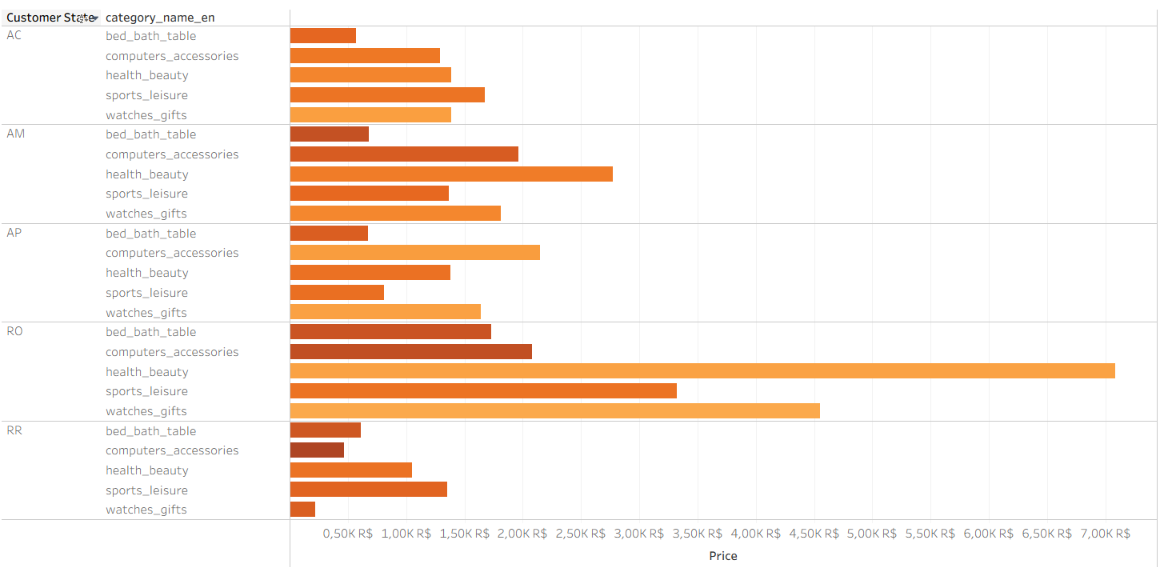 Customer State category_name_en
AC bed_bath_table
computers_accessories
health_beauty
sports_leisure
watches_gifts
AM bed_bath_table
computers_accessories
health_beauty
sports_leisure
watches_gifts
AP bed_bath_table
computers_accessories
health_beauty
sports_leisure
watches_gifts
RO bed_bath_table
computers_accessories
health_beauty
sports_leisure
watches_gifts
RR bed_bath_table
computers_accessories
health_beauty
sports_leisure
watches_gifts
0,50K R$ 1,00K R$ 1,50K R$ 2,00K R$ 2,50K R$ 3,00K R$ 3,50K R$ 4,00K R$ 4,50K R$ 5,00K R$ 5,50K R$ 6,00K R$ 6,50K R$ 7,00K R$
Price